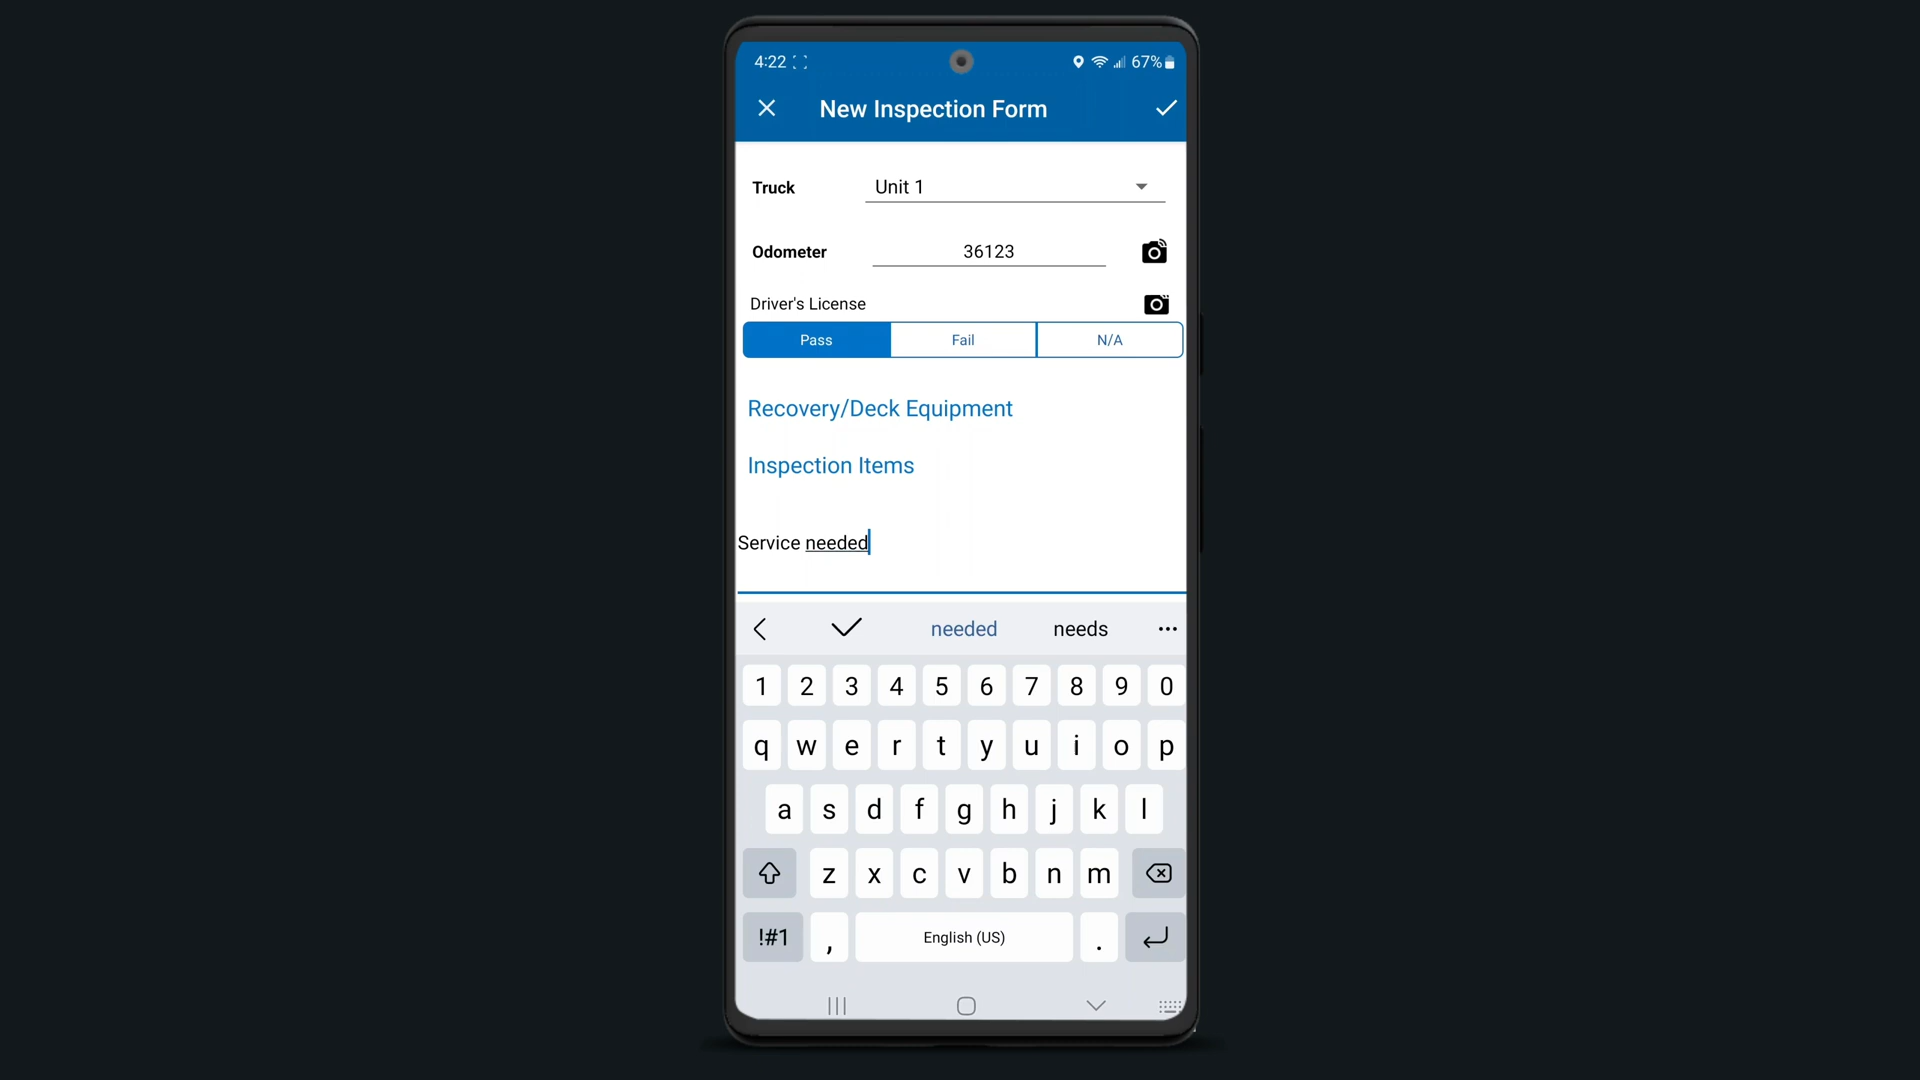 4:22 67%
New Inspection Form
Truck Unit 1
Odometer 36123
Driver's License
Pass Fail N/A
Recovery/Deck Equipment
Inspection Items
Service needed
needed needs ...
1 2 3 4 5 6 7 8 9 0
q w e r t y u i o p
a s d f g h j k l
z x c v b n m
!#1 , English (US) .